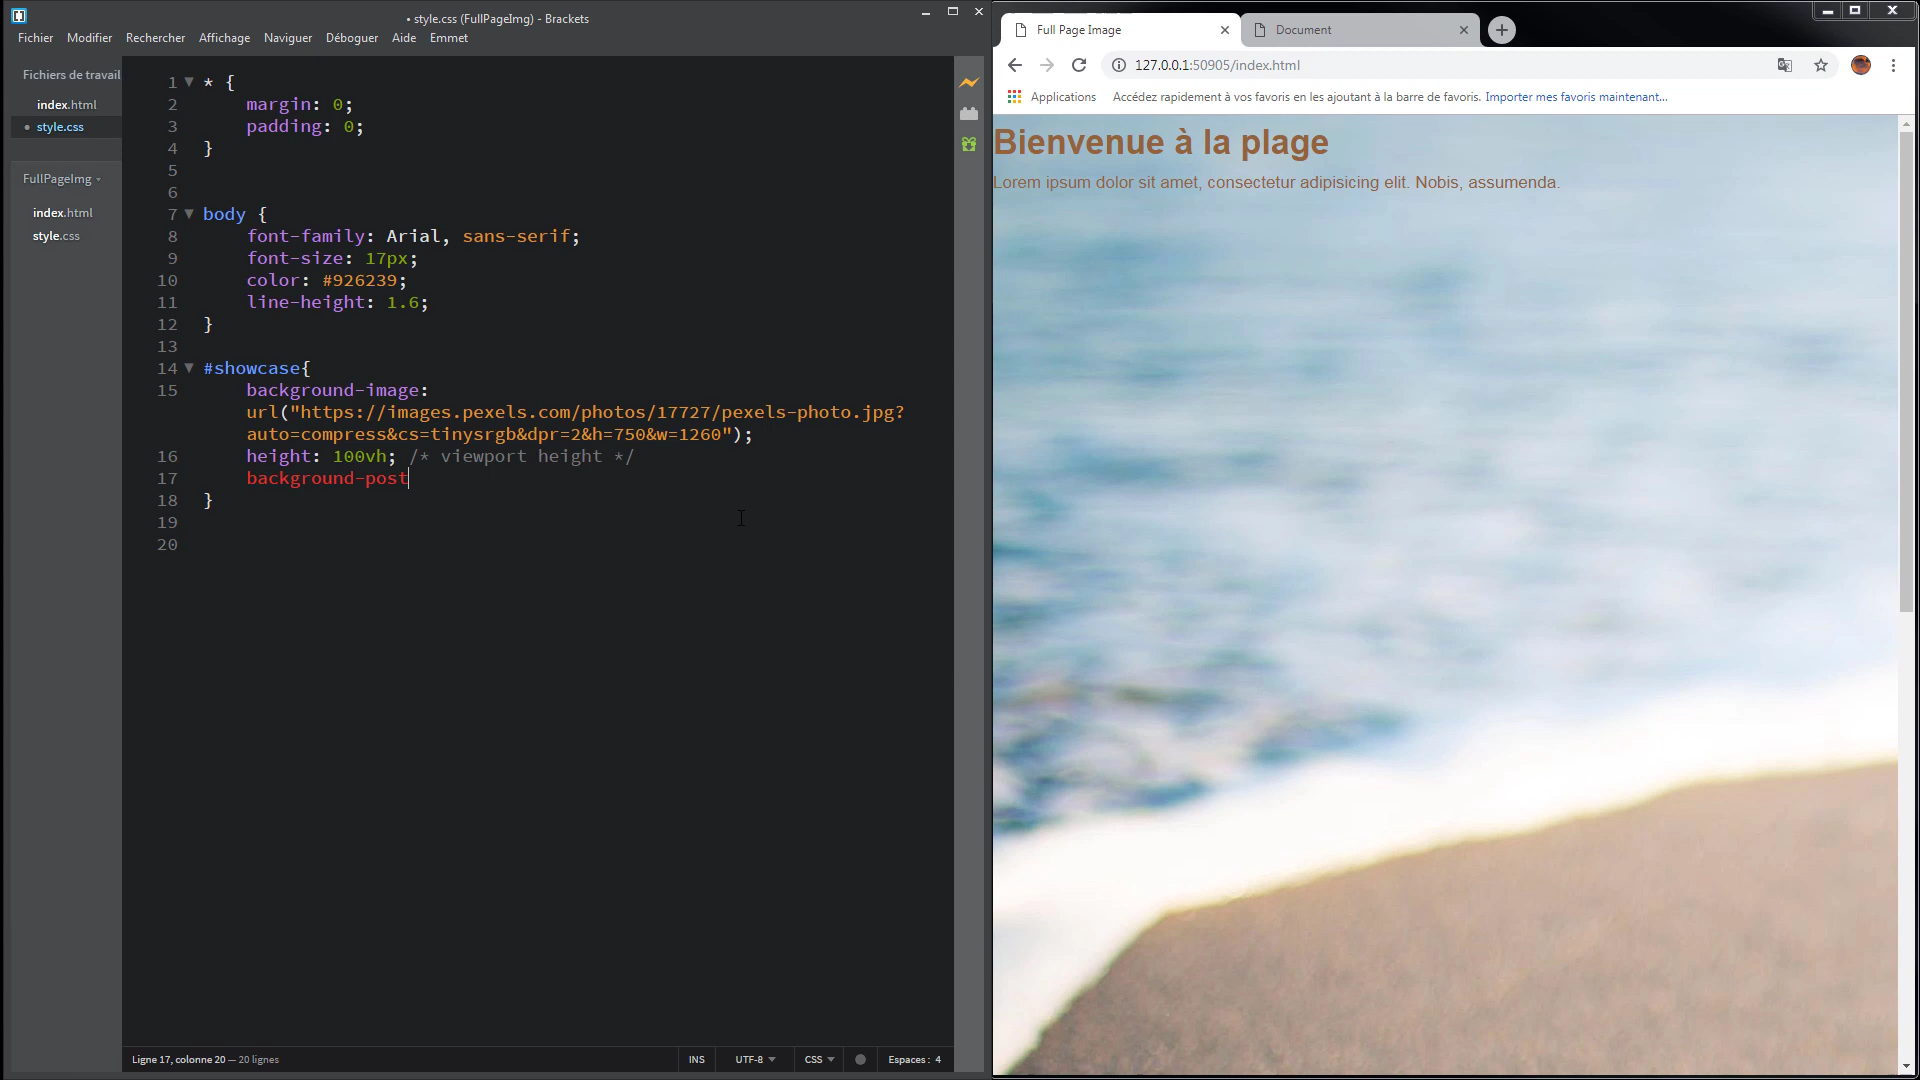 • style.css (FullPageImg) - Brackets
Fichier Modifier Rechercher Affichage Naviguer Déboguer Aide Emmet
Fichiers de travail
index.html
• style.css
FullPageImg
index.html
style.css
1 * {
2 margin: 0;
3 padding: 0;
4 }
5
6
7 body {
8 font-family: Arial, sans-serif;
9 font-size: 17px;
10 color: #926239;
11 line-height: 1.6;
12 }
13
14 #showcase{
15 background-image:
url("https://images.pexels.com/photos/17727/pexels-photo.jpg?
auto=compress&cs=tinysrgb&dpr=2&h=750&w=1260");
16 height: 100vh; /* viewport height */
17 background-post
18 }
19
20
Ligne 17, colonne 20 — 20 lignes
INS UTF-8 CSS Espaces : 4
Full Page Image
Document
127.0.0.1:50905/index.html
Applications Accédez rapidement à vos favoris en les ajoutant à la barre de favoris. Importer mes favoris maintenant...
Bienvenue à la plage
Lorem ipsum dolor sit amet, consectetur adipisicing elit. Nobis, assumenda.